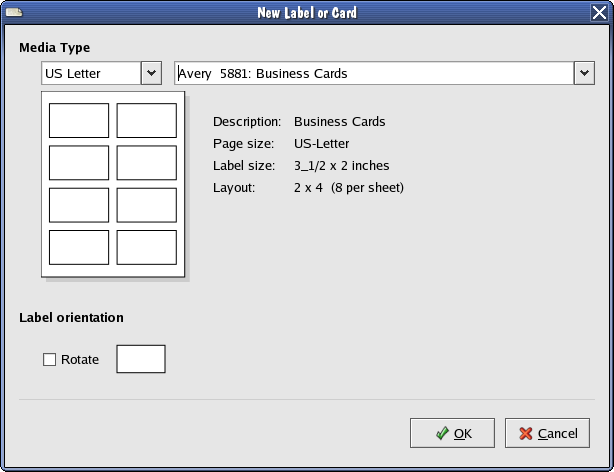 New Label or Card
Media Type
US Letter
Avery  5881: Business Cards
Description: Business Cards
Page size: US-Letter
Label size: 3_1/2 x 2 inches
Layout: 2 x 4  (8 per sheet)
Label orientation
Rotate
OK Cancel